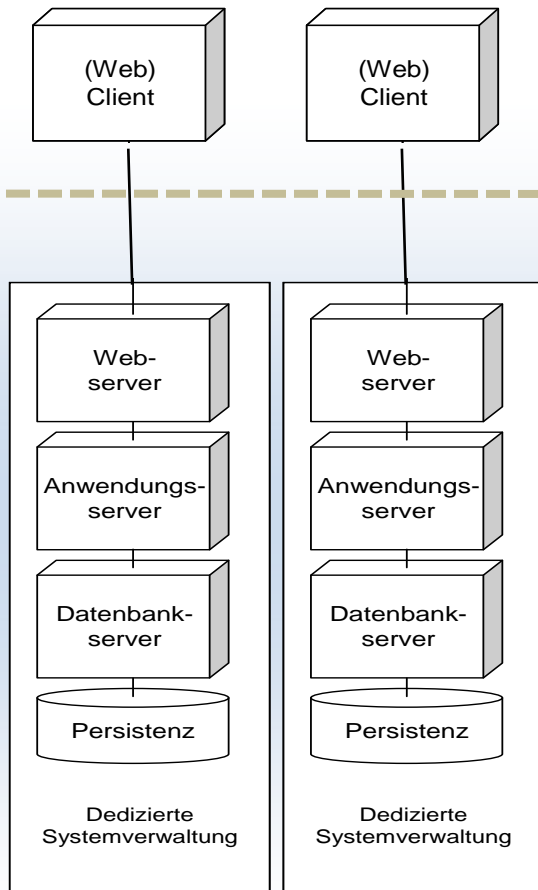 (Web)
Client
(Web)
Client
Web-
server
Anwendungs-
server
Datenbank-
server
Persistenz
Dedizierte
Systemverwaltung
Web-
server
Anwendungs-
server
Datenbank-
server
Persistenz
Dedizierte
Systemverwaltung